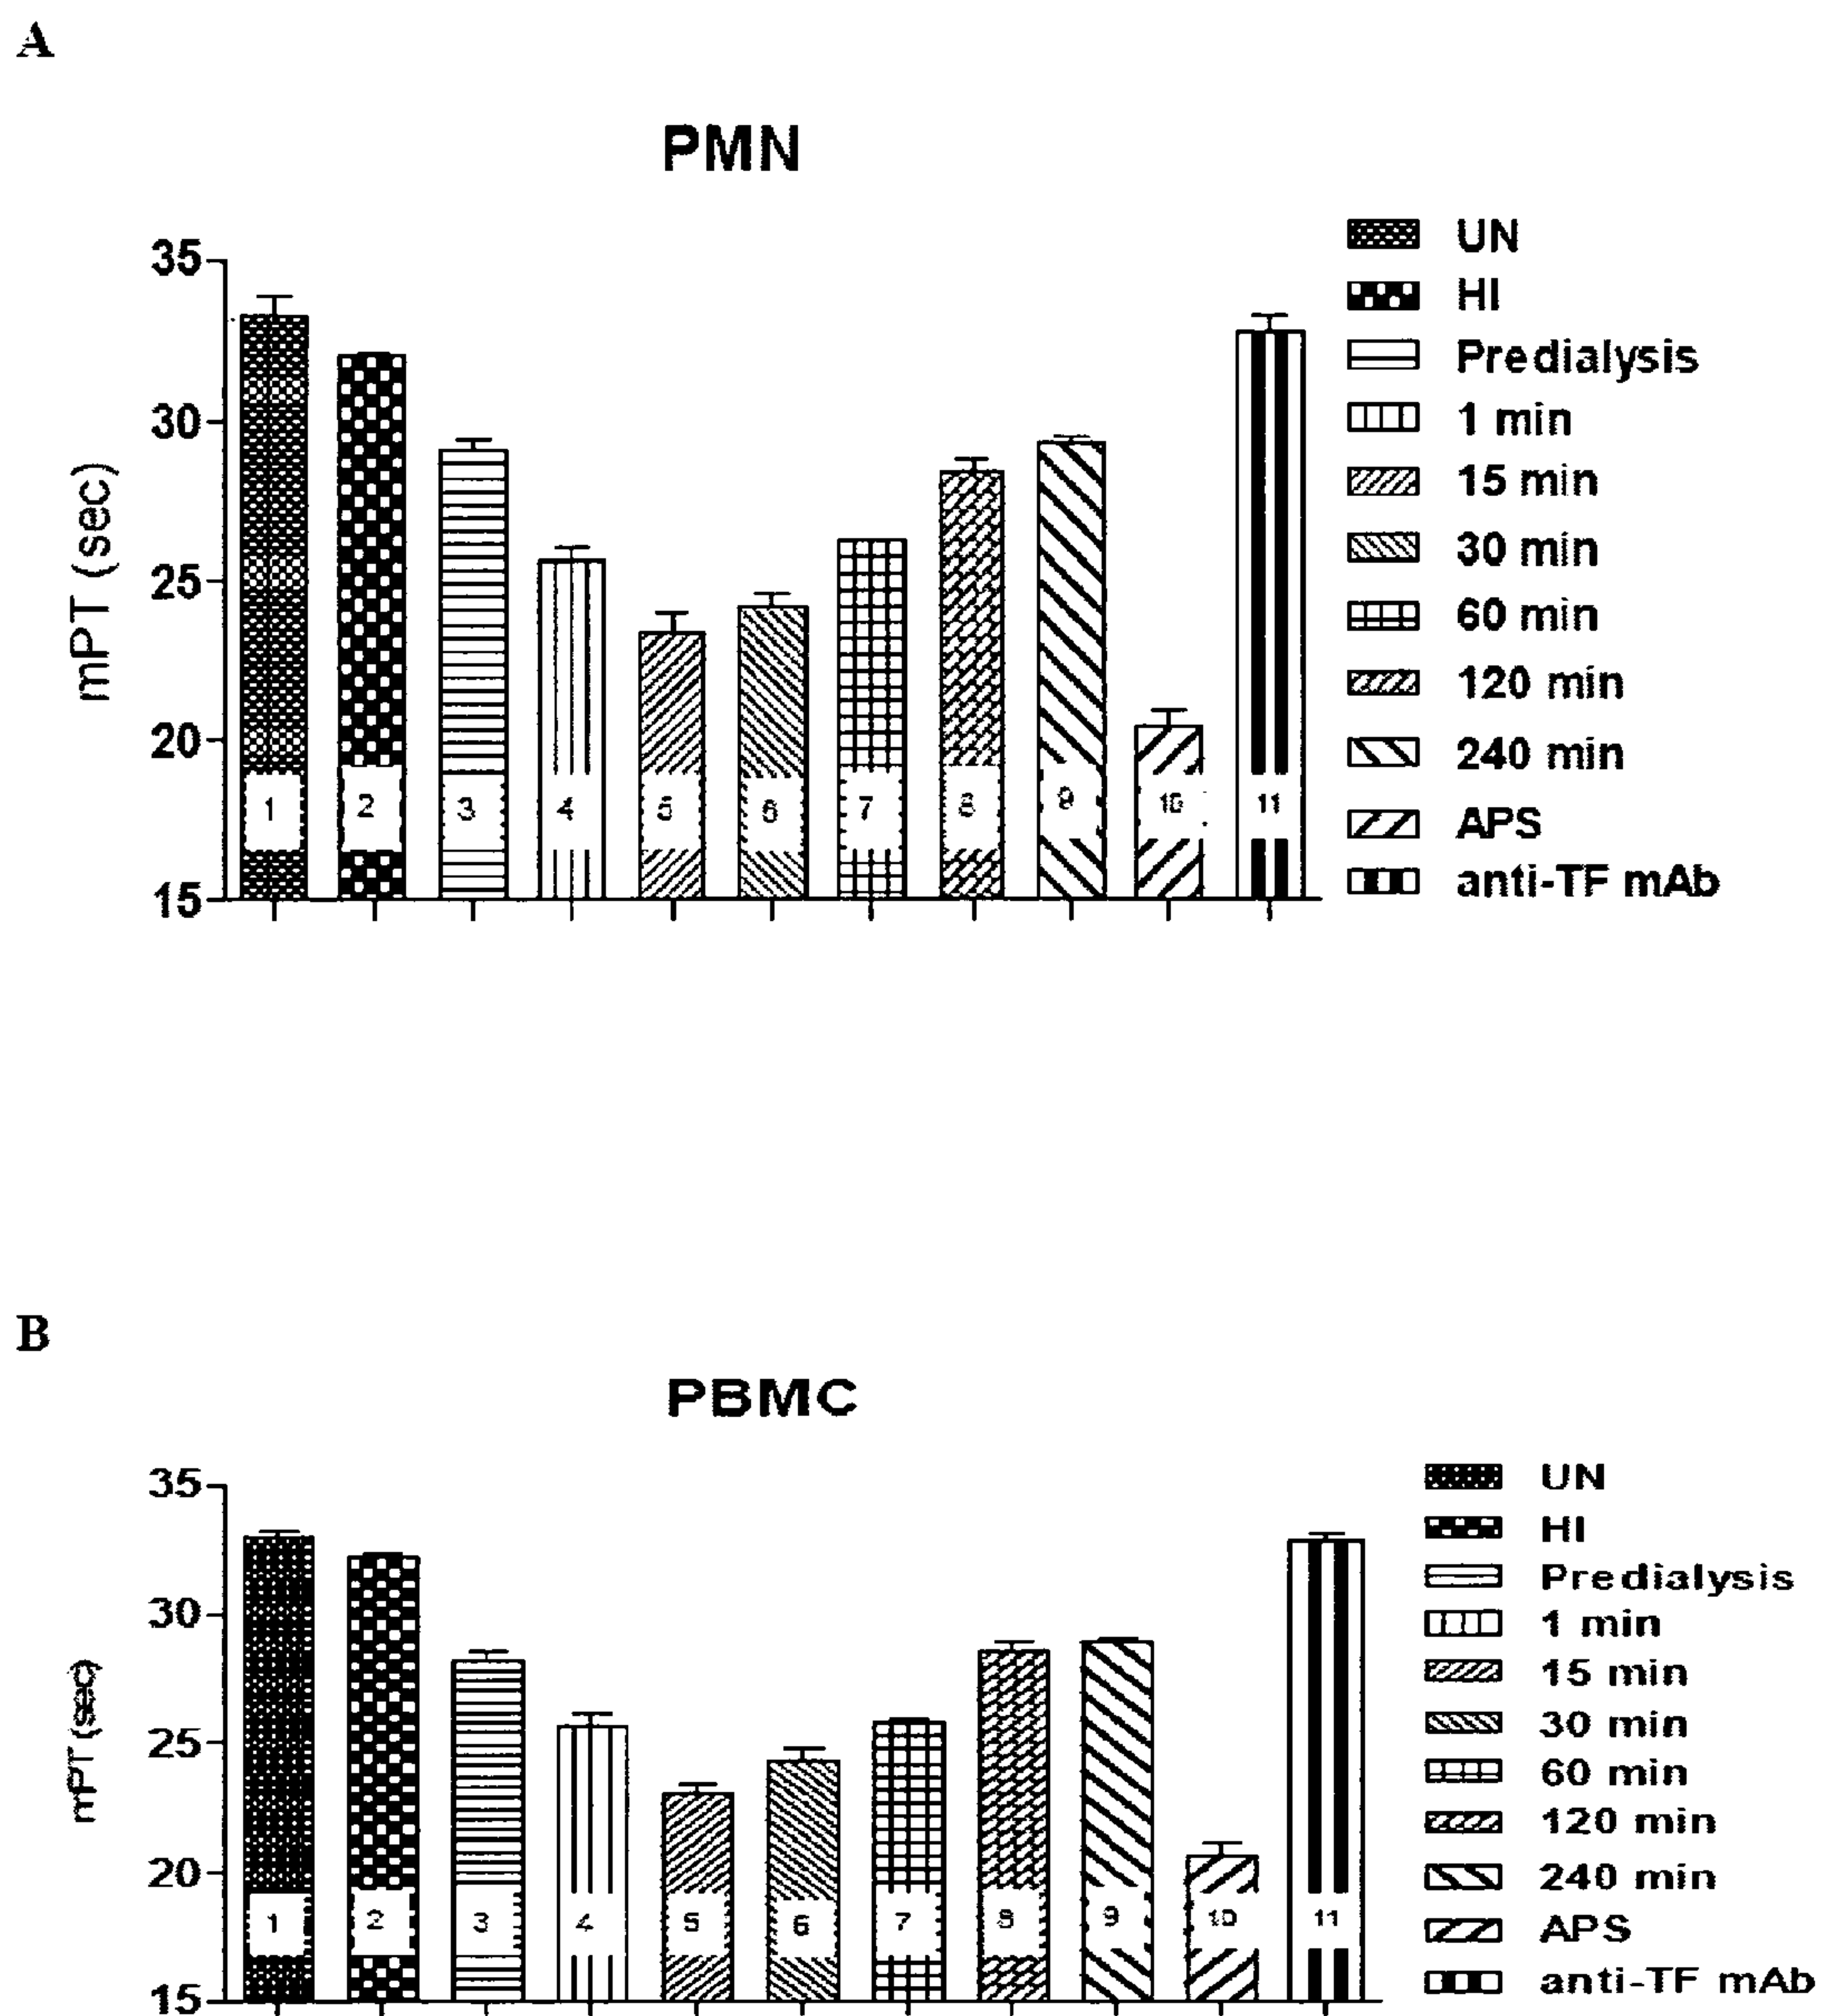 A
PMN
mPT (sec)
35
30
25
20
15
1 2 3 4 5 6 7 8 9 10 11
UN
HI
Predialysis
1 min
15 min
30 min
60 min
120 min
240 min
APS
anti-TF mAb
B
PBMC
mPT (sec)
35
30
25
20
15
1 2 3 4 5 6 7 8 9 10 11
UN
HI
Predialysis
1 min
15 min
30 min
60 min
120 min
240 min
APS
anti-TF mAb